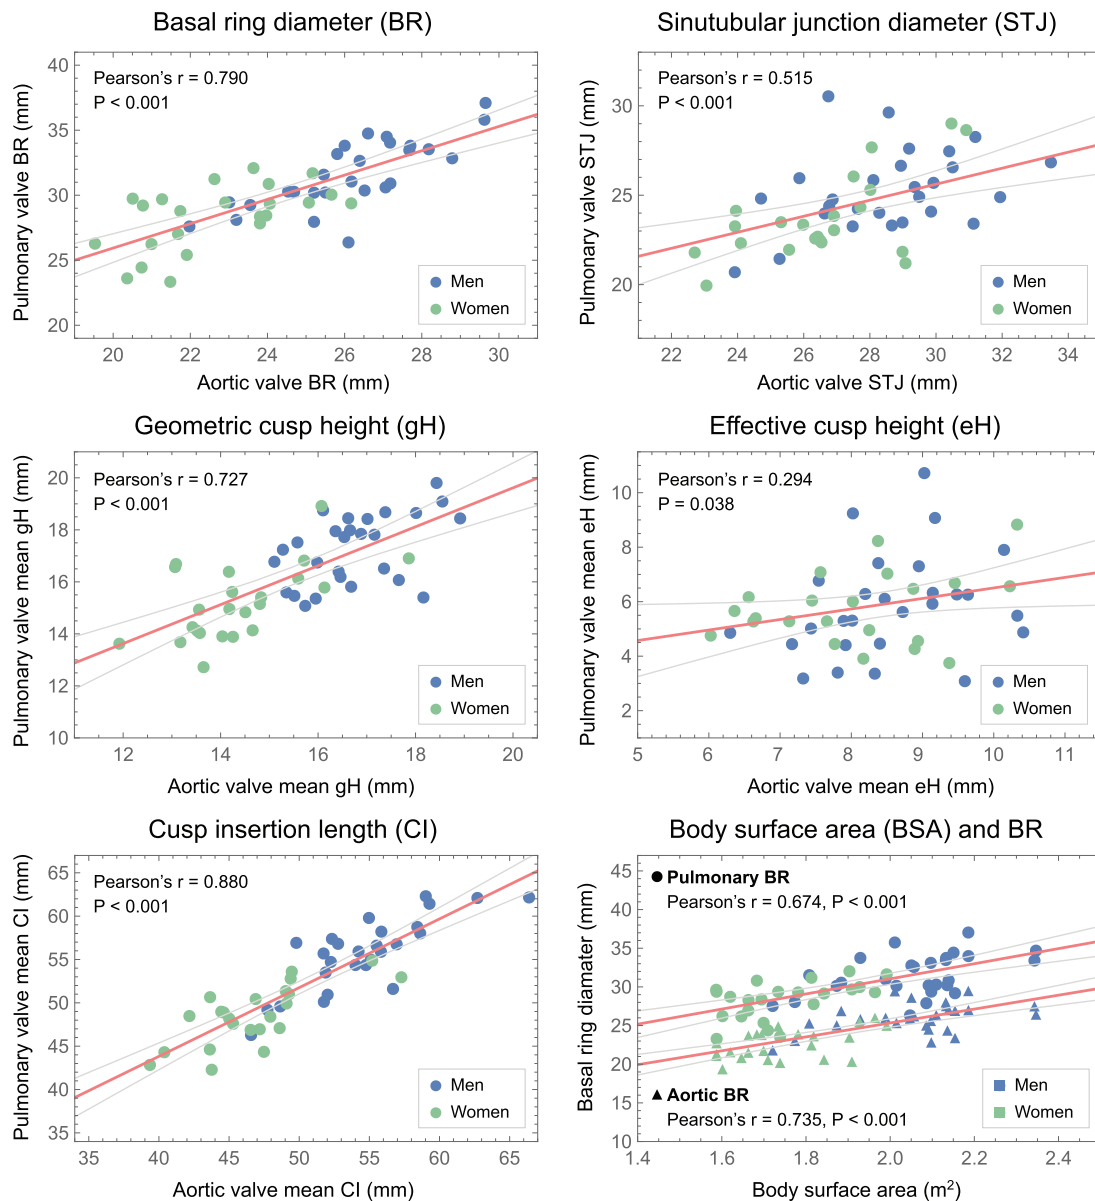 Basal ring diameter (BR)
Pearson's r = 0.790
P < 0.001
Pulmonary valve BR (mm)
40
35
30
25
20
Men
Women
20 22 24 26 28 30
Aortic valve BR (mm)
Sinutubular junction diameter (STJ)
Pearson's r = 0.515
P < 0.001
Pulmonary valve STJ (mm)
30
25
20
Men
Women
22 24 26 28 30 32 34
Aortic valve STJ (mm)
Geometric cusp height (gH)
Pearson's r = 0.727
P < 0.001
Pulmonary valve mean gH (mm)
20
18
16
14
12
10
Men
Women
12 14 16 18 20
Aortic valve mean gH (mm)
Effective cusp height (eH)
Pearson's r = 0.294
P = 0.038
Pulmonary valve mean eH (mm)
10
8
6
4
2
Men
Women
5 6 7 8 9 10 11
Aortic valve mean eH (mm)
Cusp insertion length (CI)
Pearson's r = 0.880
P < 0.001
Pulmonary valve mean CI (mm)
65
60
55
50
45
40
35
Men
Women
35 40 45 50 55 60 65
Aortic valve mean CI (mm)
Body surface area (BSA) and BR
Pulmonary BR
Pearson's r = 0.674, P < 0.001
Basal ring diamater (mm)
45
40
35
30
25
20
15
10
Aortic BR
Pearson's r = 0.735, P < 0.001
Men
Women
1.4 1.6 1.8 2.0 2.2 2.4
Body surface area (m²)